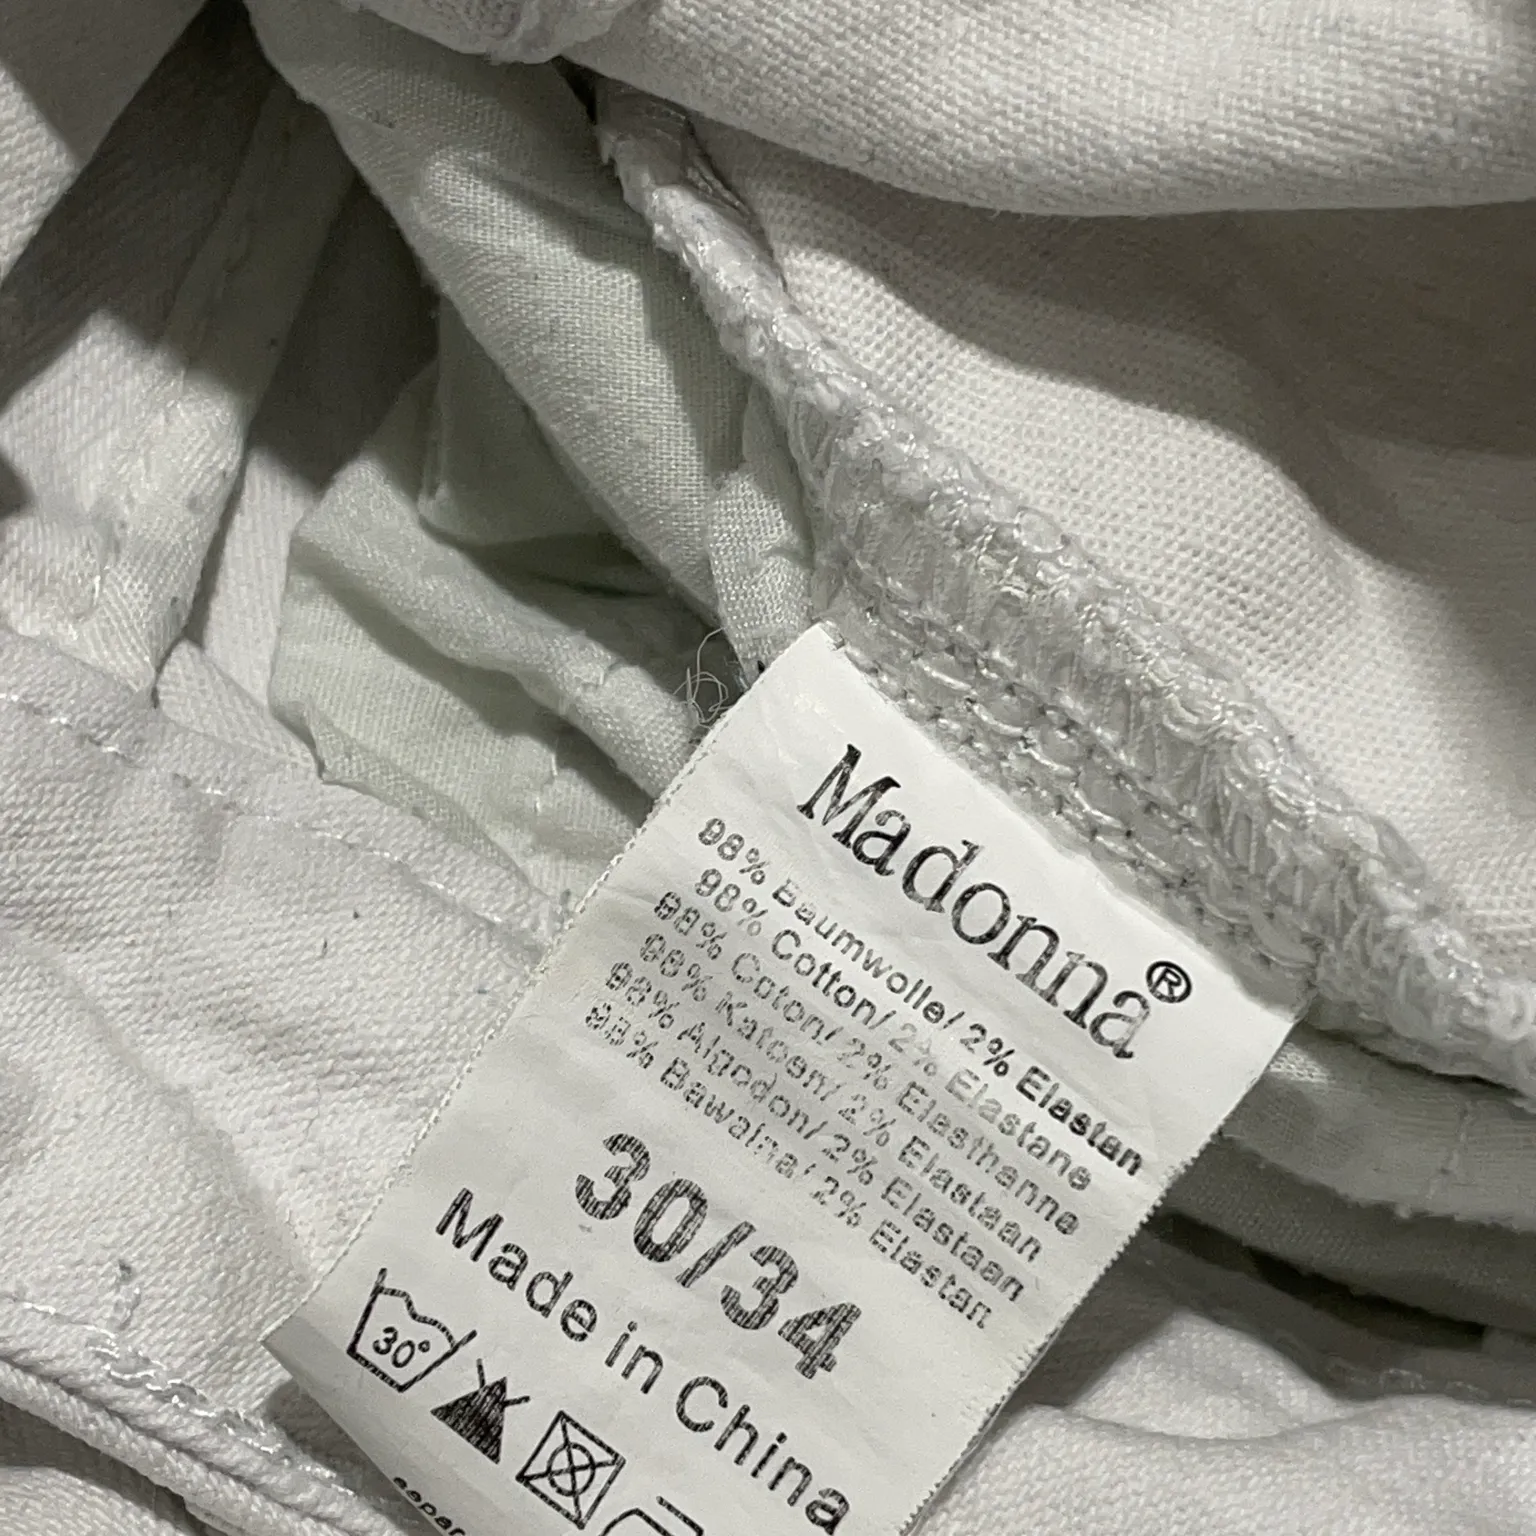 Madonna®
98% Baumwolle/ 2% Elastan
98% Cotton/ 2% Elastane
98% Coton/ 2% Elasthanne
98% Katoen/ 2% Elastaan
98% Algodon/ 2% Elastaan
98% Bawalna/ 2% Elastan
30/34
Made in China
30°